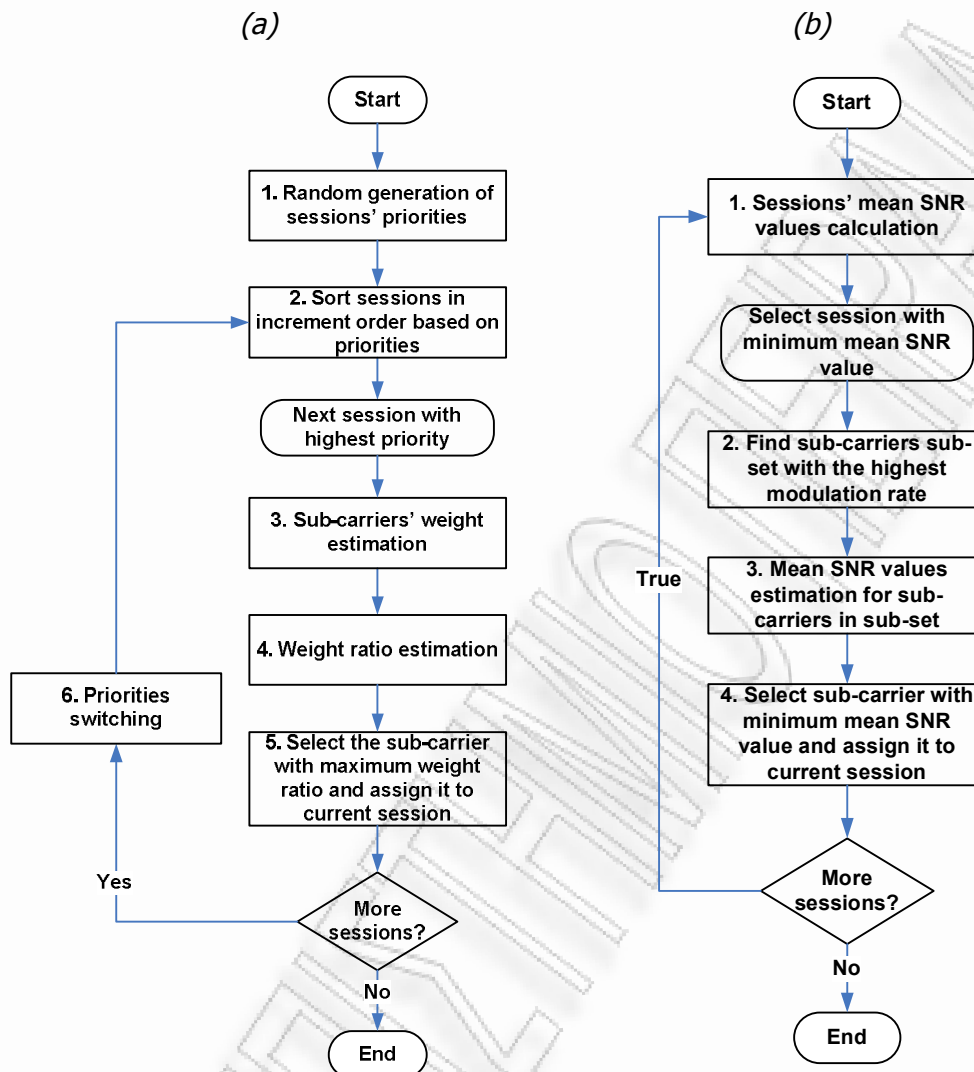 (a)
Start
1. Random generation of
sessions' priorities
2. Sort sessions in
increment order based on
priorities
Next session with
highest priority
3. Sub-carriers' weight
estimation
4. Weight ratio estimation
5. Select the sub-carrier
with maximum weight
ratio and assign it to
current session
6. Priorities
switching
Yes
More
sessions?
No
End
(b)
Start
1. Sessions' mean SNR
values calculation
Select session with
minimum mean SNR
value
2. Find sub-carriers sub-
set with the highest
modulation rate
3. Mean SNR values
estimation for sub-
carriers in sub-set
4. Select sub-carrier with
minimum mean SNR
value and assign it to
current session
True
More
sessions?
No
End